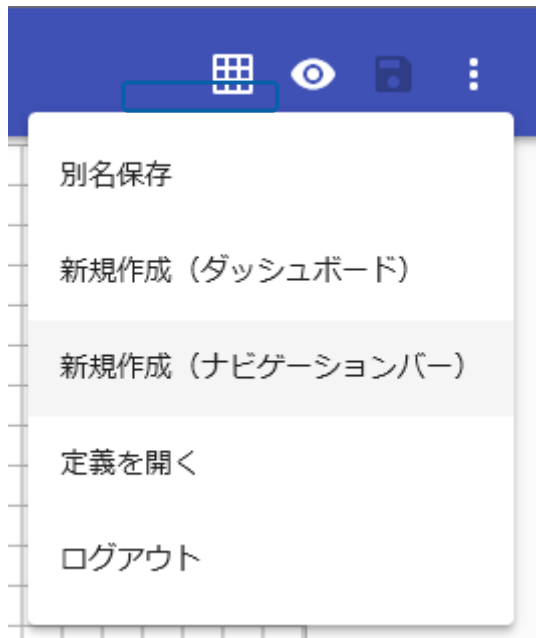 別名保存
新規作成（ダッシュボード）
新規作成（ナビゲーションバー）
定義を開く
ログアウト